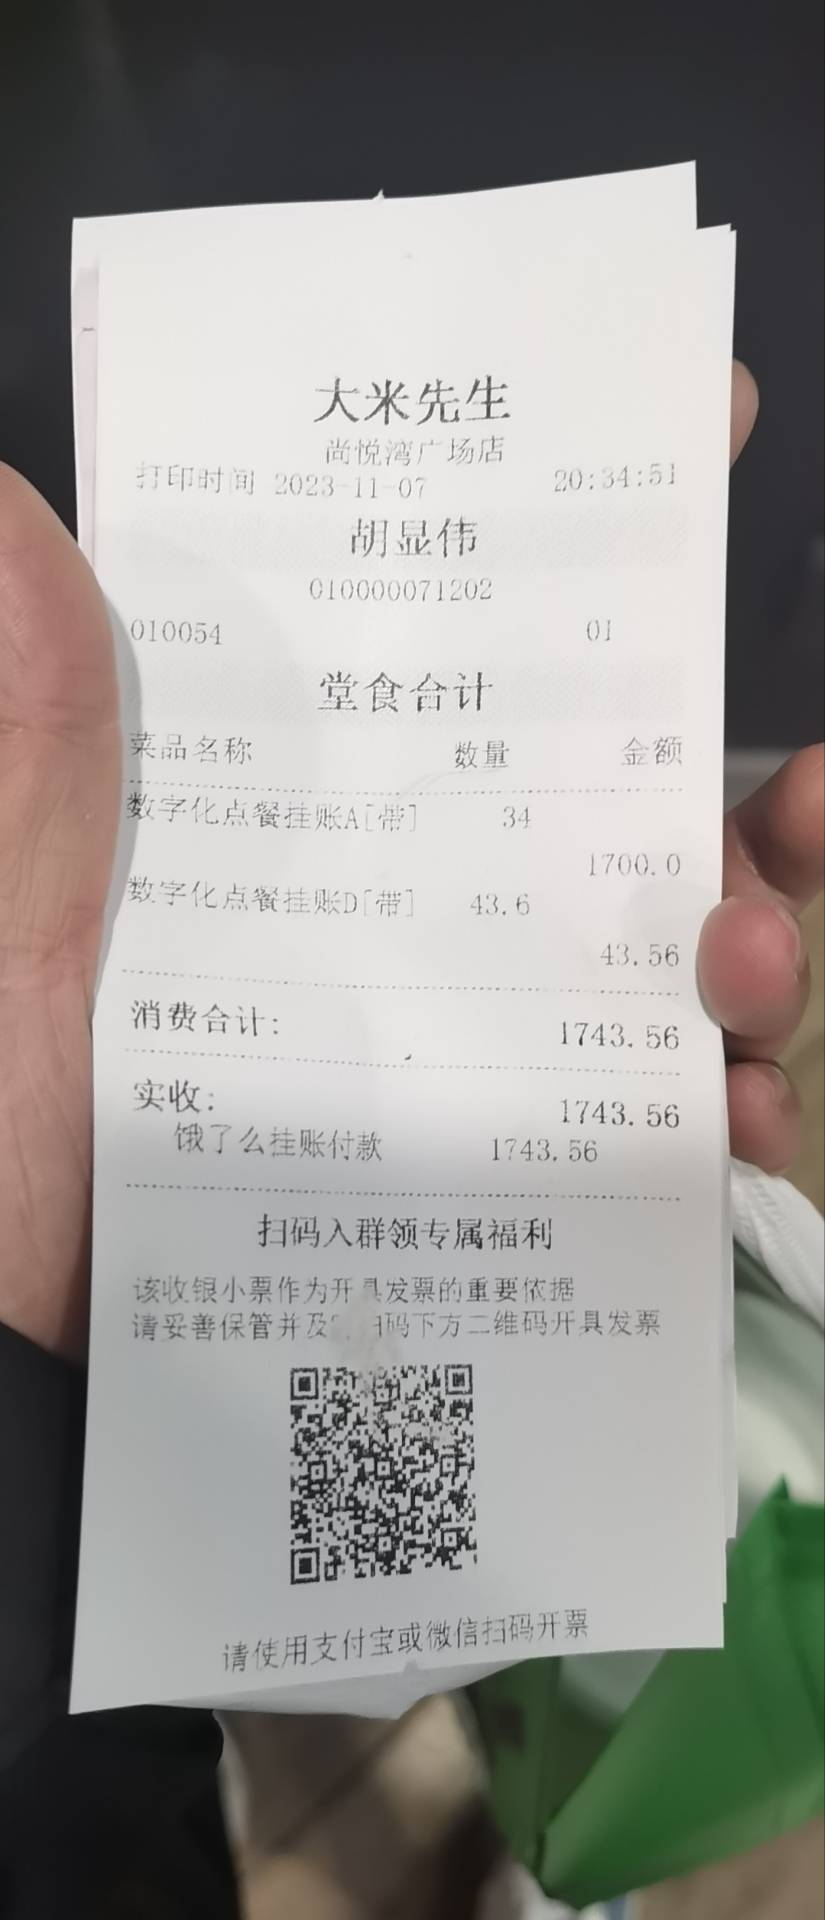 大米先生
尚悦湾广场店
打印时间 2023-11-07 20:34:51
胡显伟
010000071202
010054 01
堂食合计
菜品名称 数量 金额
数字化点餐挂账A[带] 34
1700.0
数字化点餐挂账D[带] 43.6
43.56
消费合计: 1743.56
实收: 1743.56
饿了么挂账付款 1743.56
扫码入群领专属福利
该收银小票作为开具发票的重要依据
请妥善保管并及 扫码下方二维码开具发票
请使用支付宝或微信扫码开票